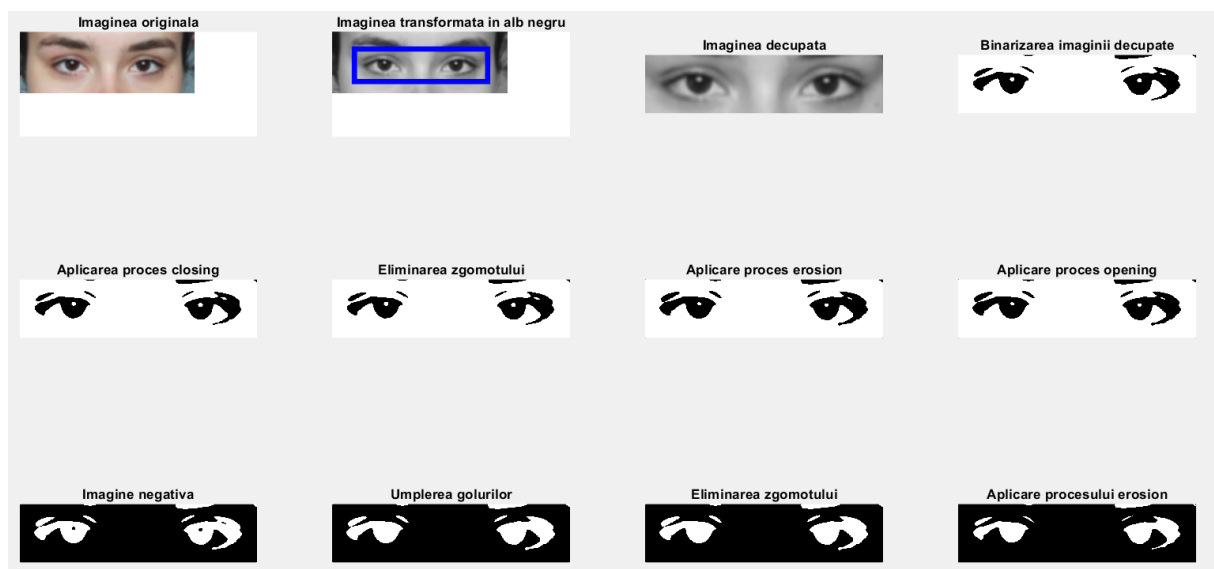 Imaginea originala
Imaginea transformata in alb negru
Imaginea decupata
Binarizarea imaginii decupate
Aplicarea proces closing
Eliminarea zgomotului
Aplicare proces erosion
Aplicare proces opening
Imagine negativa
Umplerea golurilor
Eliminarea zgomotului
Aplicare procesului erosion